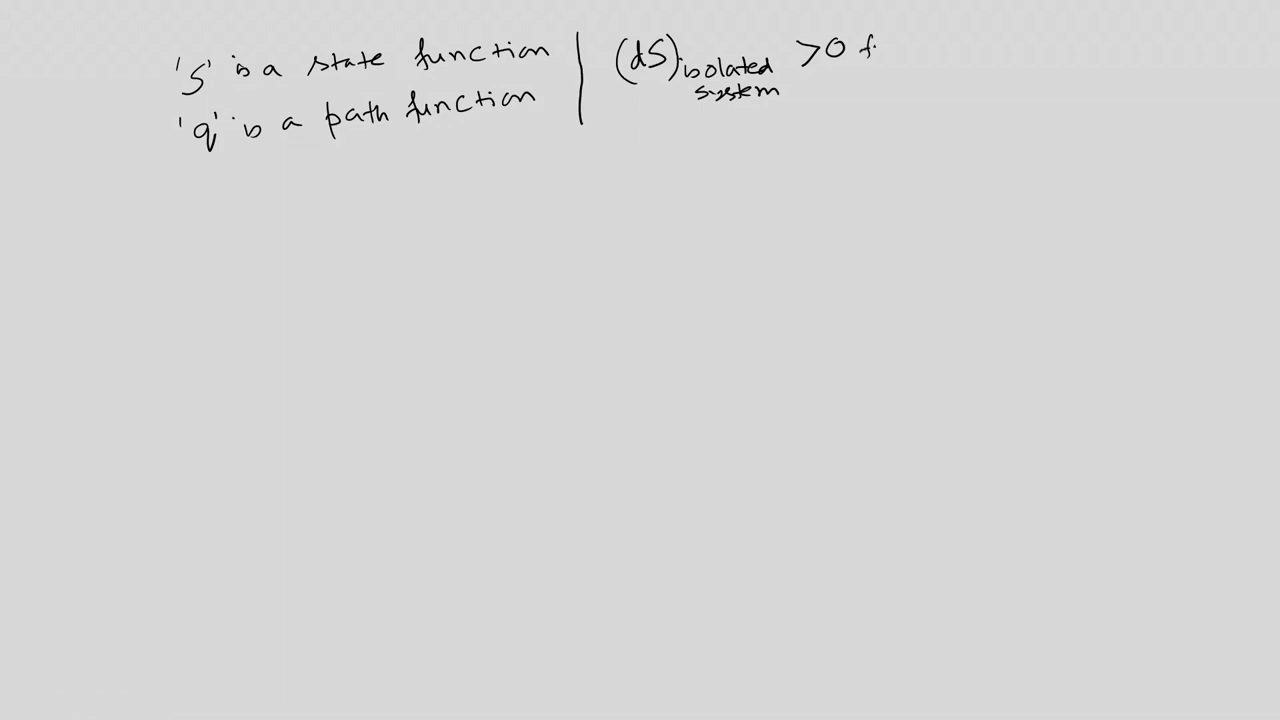 'S' is a state function
'q' is a path function
(dS) isolated system >0 f